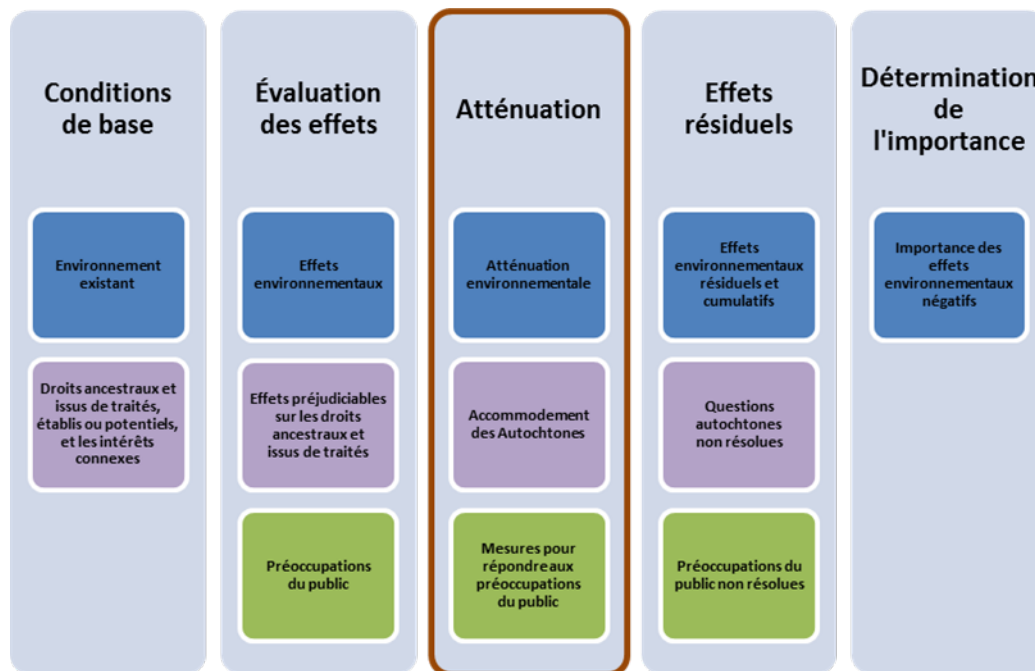 Conditions
de base
Environnement
existant
Droits ancestraux et
issus de traités,
établis ou potentiels,
et les intérêts
connexes
Évaluation
des effets
Effets
environnementaux
Effets préjudiciables
sur les droits
ancestraux et
issus de traités
Préoccupations
du public
Atténuation
Atténuation
environnementale
Accommodement
des Autochtones
Mesures pour
répondre aux
préoccupations
du public
Effets
résiduels
Effets
environnementaux
résiduels et
cumulatifs
Questions
autochtones
non résolues
Préoccupations du
public non résolues
Détermination
de
l'importance
Importance des
effets
environnementaux
négatifs